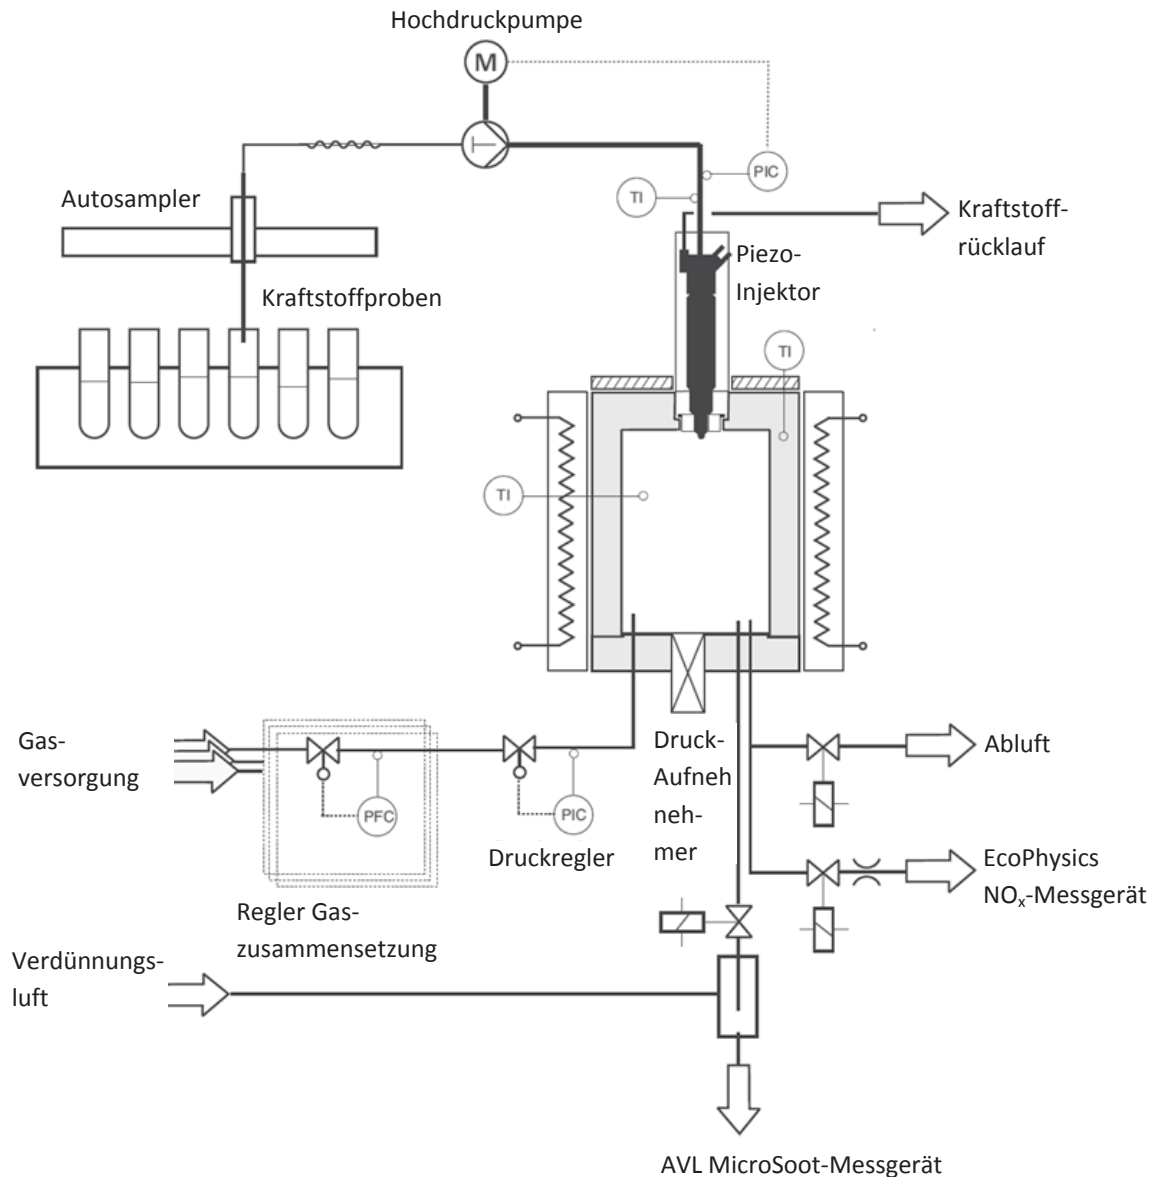 Hochdruckpumpe
M
PIC
TI
Autosampler
Kraftstoff-
rücklauf
Piezo-
Injektor
Kraftstoffproben
TI
TI
Gas-
versorgung
PFC
PIC
Druckregler
Druck-
Aufneh
neh-
mer
Abluft
EcoPhysics
NOx-Messgerät
Regler Gas-
zusammensetzung
Verdünnungs-
luft
AVL MicroSoot-Messgerät